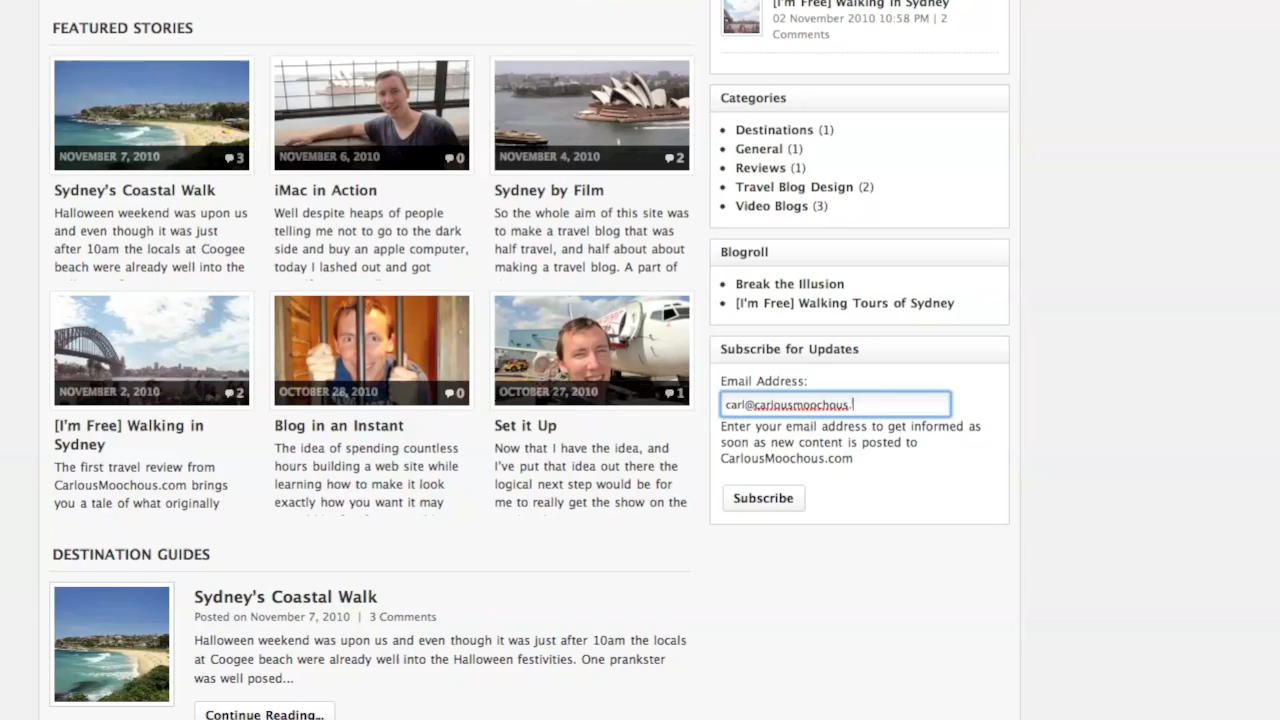 FEATURED STORIES
NOVEMBER 7, 2010 3
Sydney's Coastal Walk
Halloween weekend was upon us
and even though it was just
after 10am the locals at Coogee
beach were already well into the
NOVEMBER 6, 2010 0
iMac in Action
Well despite heaps of people
telling me not to go to the dark
side and buy an apple computer,
today I lashed out and got
NOVEMBER 4, 2010 2
Sydney by Film
So the whole aim of this site was
to make a travel blog that was
half travel, and half about about
making a travel blog. A part of
NOVEMBER 2, 2010 2
[I'm Free] Walking in
Sydney
The first travel review from
CarlousMoochous.com brings
you a tale of what originally
OCTOBER 28, 2010 0
Blog in an Instant
The idea of spending countless
hours building a web site while
learning how to make it look
exactly how you want it may
OCTOBER 27, 2010 1
Set it Up
Now that I have the idea, and
I've put that idea out there the
logical next step would be for
me to really get the show on the
DESTINATION GUIDES
Sydney's Coastal Walk
Posted on November 7, 2010 | 3 Comments
Halloween weekend was upon us and even though it was just after 10am the locals
at Coogee beach were already well into the Halloween festivities. One prankster
was well posed...
Continue Reading...
[I'm Free] Walking in Sydney
02 November 2010 10:58 PM | 2
Comments
Categories
Destinations (1)
General (1)
Reviews (1)
Travel Blog Design (2)
Video Blogs (3)
Blogroll
Break the Illusion
[I'm Free] Walking Tours of Sydney
Subscribe for Updates
Email Address:
carl@carlousmoochous.
Enter your email address to get informed as
soon as new content is posted to
CarlousMoochous.com
Subscribe